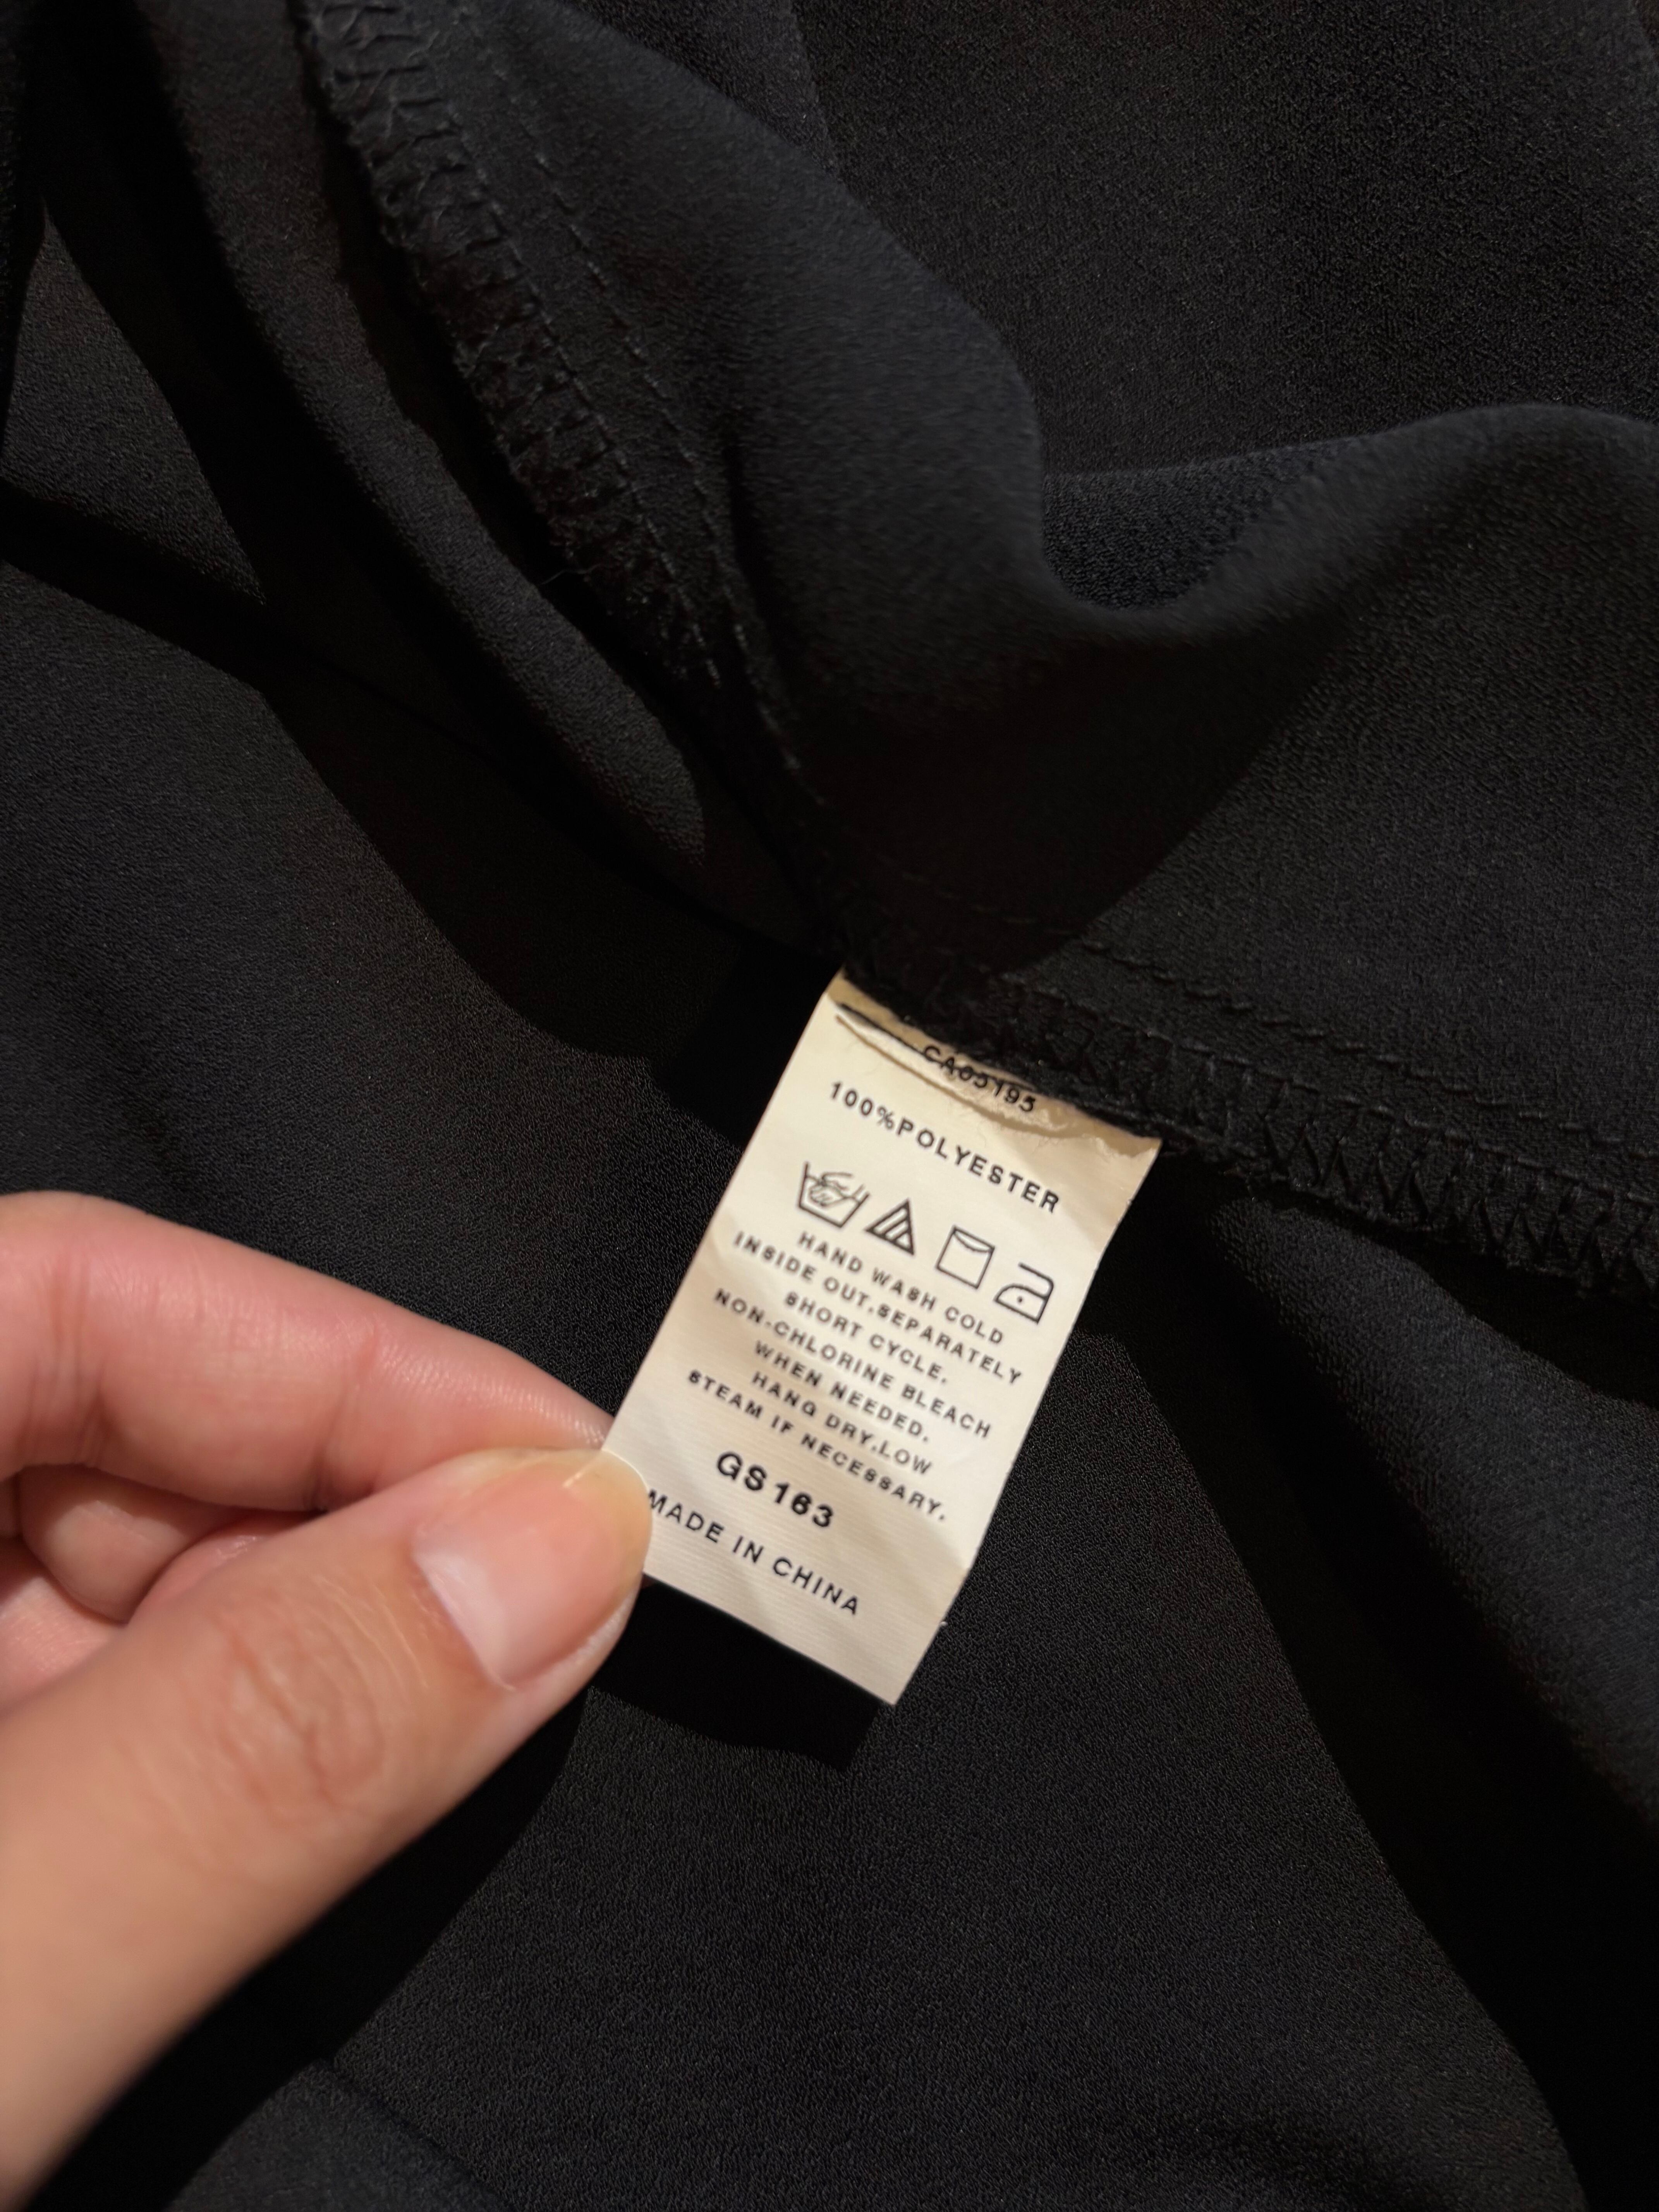 CA05195
100%POLYESTER
HAND WASH COLD
INSIDE OUT.SEPARATELY
SHORT CYCLE.
NON-CHLORINE BLEACH
WHEN NEEDED.
HANG DRY.LOW
STEAM IF NECESSARY.
GS163
MADE IN CHINA